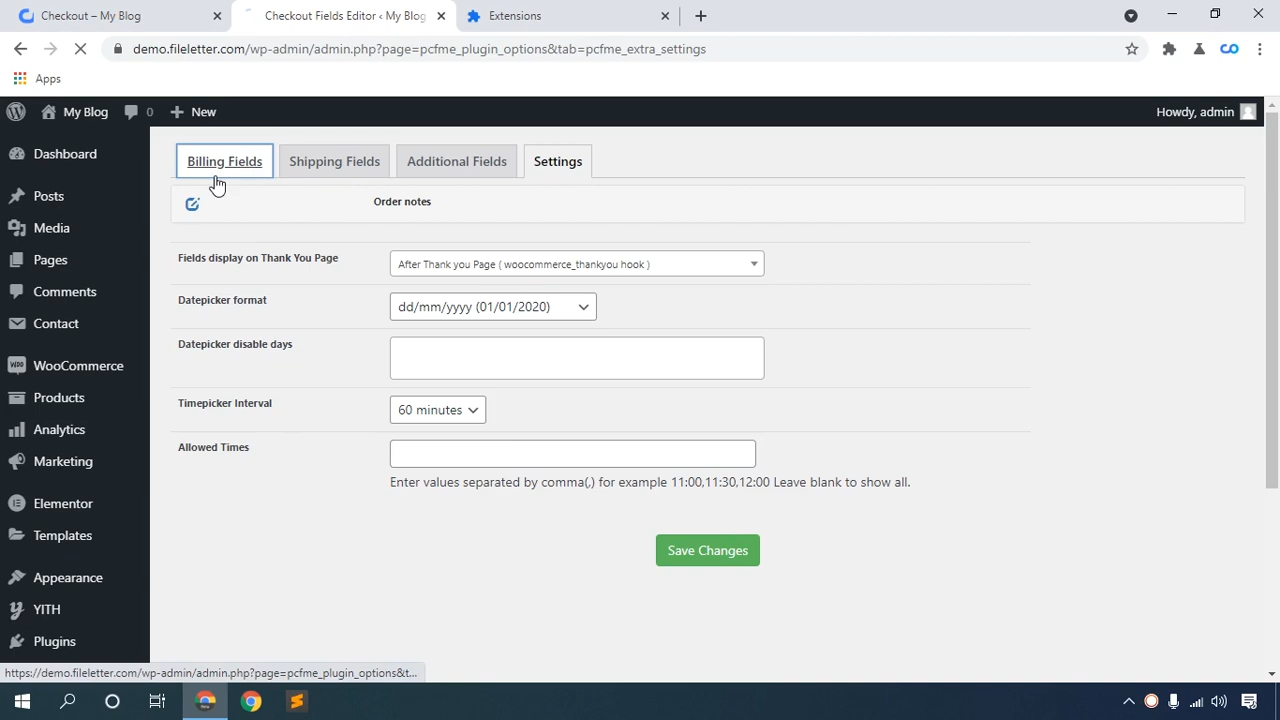 Checkout – My Blog
Checkout Fields Editor ‹ My Blog
Extensions
demo.fileletter.com/wp-admin/admin.php?page=pcfme_plugin_options&tab=pcfme_extra_settings
Apps
My Blog
0
New
Howdy, admin
Dashboard
Posts
Media
Pages
Comments
Contact
WooCommerce
Products
Analytics
Marketing
Elementor
Templates
Appearance
YITH
Plugins
Billing Fields
Shipping Fields
Additional Fields
Settings
Order notes
Fields display on Thank You Page
After Thank you Page ( woocommerce_thankyou hook )
Datepicker format
dd/mm/yyyy (01/01/2020)
Datepicker disable days
Timepicker Interval
60 minutes
Allowed Times
Enter values separated by comma(,) for example 11:00,11:30,12:00 Leave blank to show all.
Save Changes
https://demo.fileletter.com/wp-admin/admin.php?page=pcfme_plugin_options&t...